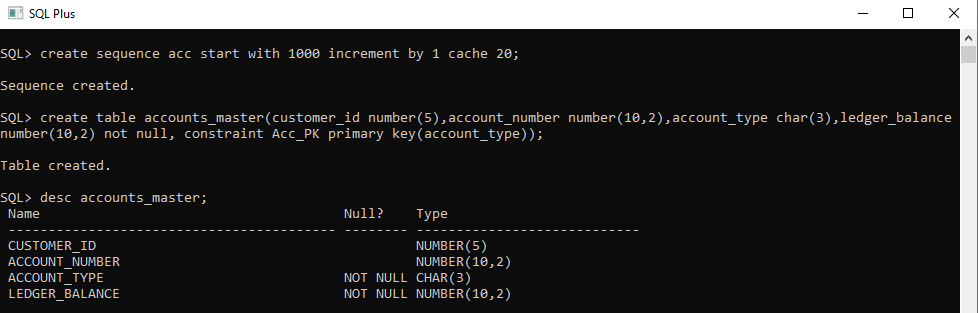 SQL Plus
SQL> create sequence acc start with 1000 increment by 1 cache 20;
Sequence created.
SQL> create table accounts_master(customer_id number(5),account_number number(10,2),account_type char(3),ledger_balance
number(10,2) not null, constraint Acc_PK primary key(account_type));
Table created.
SQL> desc accounts_master;
Name                                      Null?    Type
----------------------------------------- -------- ----------------------------
CUSTOMER_ID                                        NUMBER(5)
ACCOUNT_NUMBER                                     NUMBER(10,2)
ACCOUNT_TYPE                              NOT NULL CHAR(3)
LEDGER_BALANCE                            NOT NULL NUMBER(10,2)